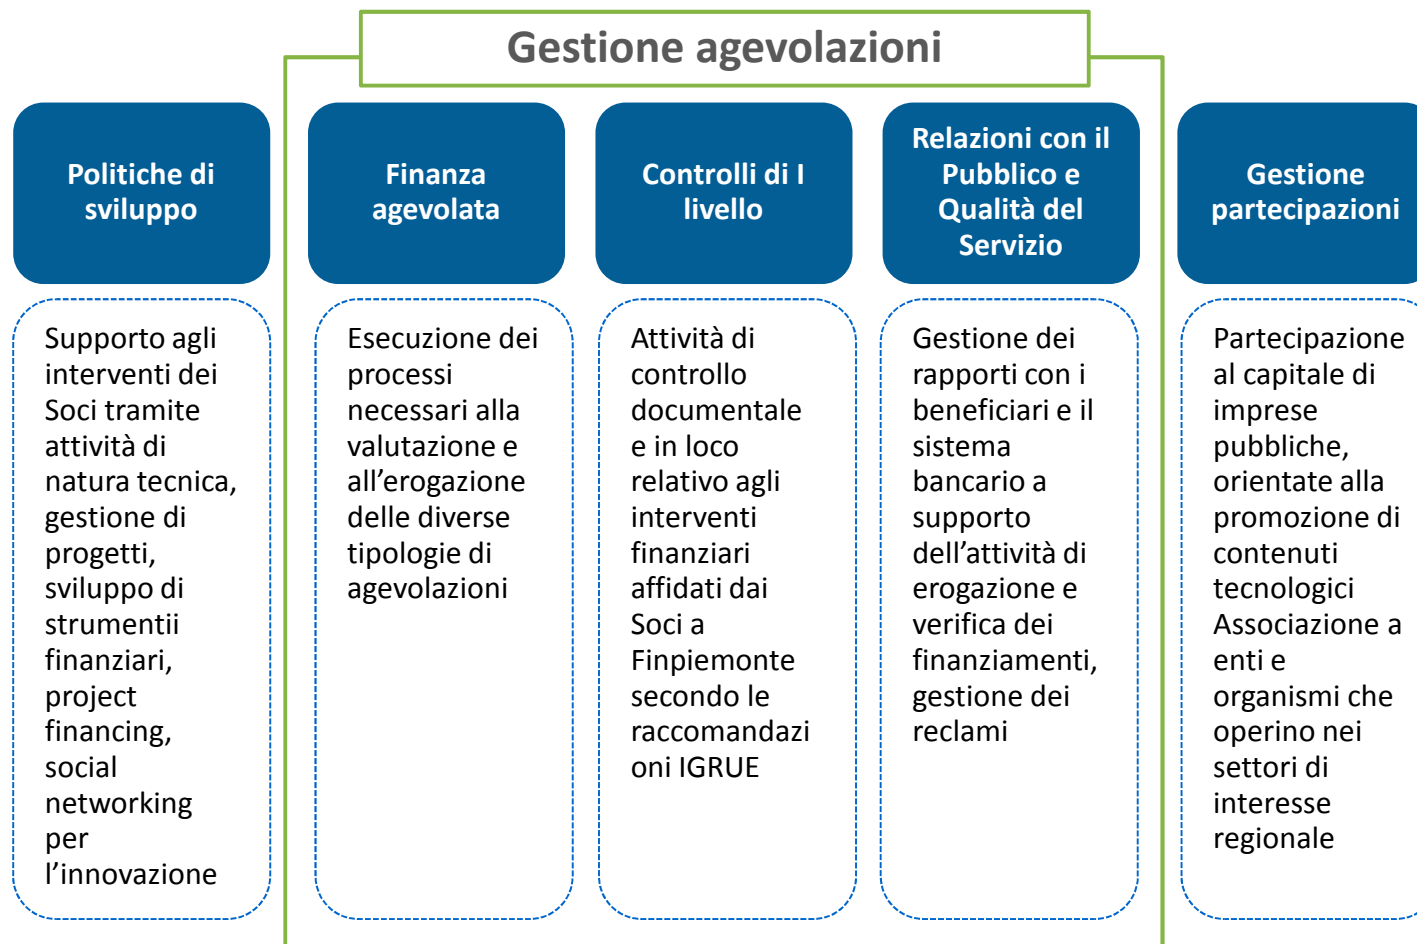 Gestione agevolazioni
Politiche di
sviluppo
Finanza
agevolata
Controlli di I
livello
Relazioni con il
Pubblico e
Qualità del
Servizio
Gestione
partecipazioni
Supporto agli
interventi dei
Soci tramite
attività di
natura tecnica,
gestione di
progetti,
sviluppo di
strumentii
finanziari,
project
financing,
social
networking
per
l’innovazione
Esecuzione dei
processi
necessari alla
valutazione e
all’erogazione
delle diverse
tipologie di
agevolazioni
Attività di
controllo
documentale
e in loco
relativo agli
interventi
finanziari
affidati dai
Soci a
Finpiemonte
secondo le
raccomandazi
oni IGRUE
Gestione dei
rapporti con i
beneficiari e il
sistema
bancario a
supporto
dell’attività di
erogazione e
verifica dei
finanziamenti,
gestione dei
reclami
Partecipazione
al capitale di
imprese
pubbliche,
orientate alla
promozione di
contenuti
tecnologici
Associazione a
enti e
organismi che
operino nei
settori di
interesse
regionale